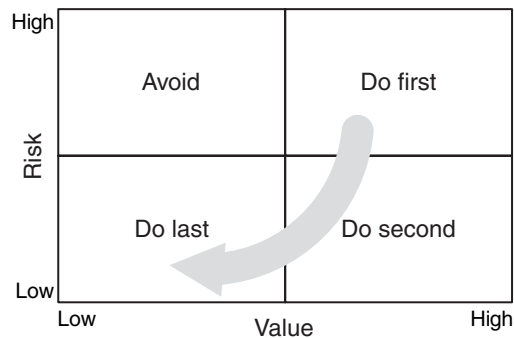 High
Avoid
Do first
Risk
Do last
Do second
Low
Low
Value
High